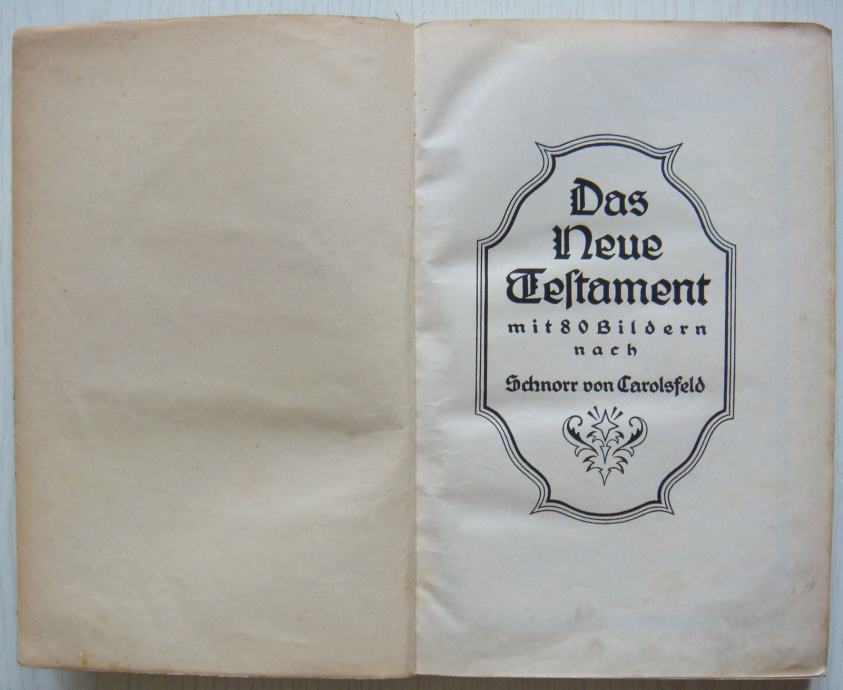 Das
Neue
Teſtament
mit 80 Bildern
nach
Schnorr von Carolsfeld